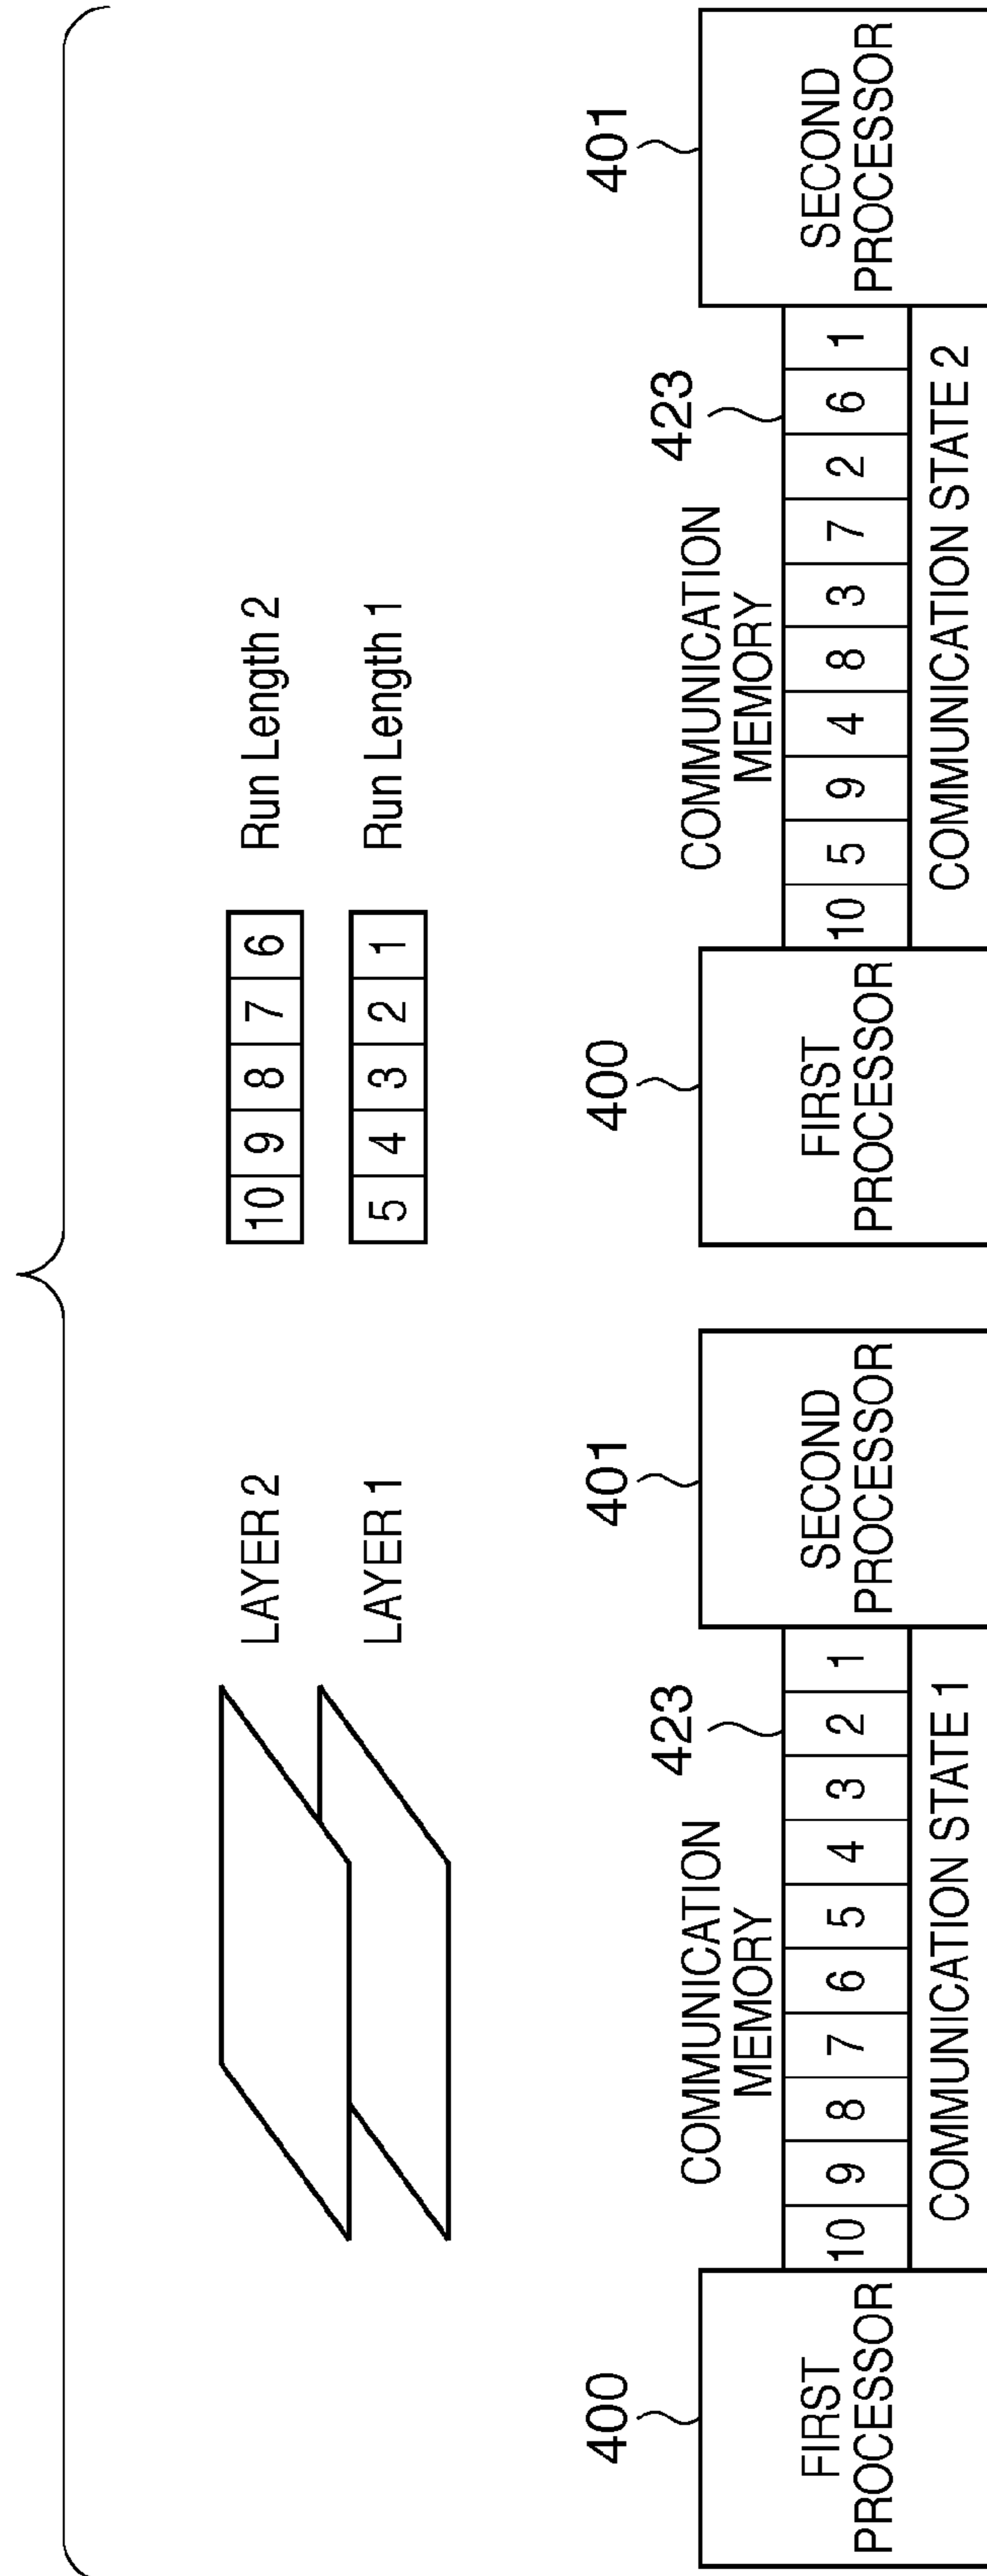 LAYER 2
LAYER 1
10 9 8 7 6 Run Length 2
5 4 3 2 1 Run Length 1
400
FIRST
PROCESSOR
COMMUNICATION
MEMORY
423
10 9 8 7 6 5 4 3 2 1
COMMUNICATION STATE 1
401
SECOND
PROCESSOR
400
FIRST
PROCESSOR
COMMUNICATION
MEMORY
423
10 5 9 4 8 3 7 2 6 1
COMMUNICATION STATE 2
401
SECOND
PROCESSOR